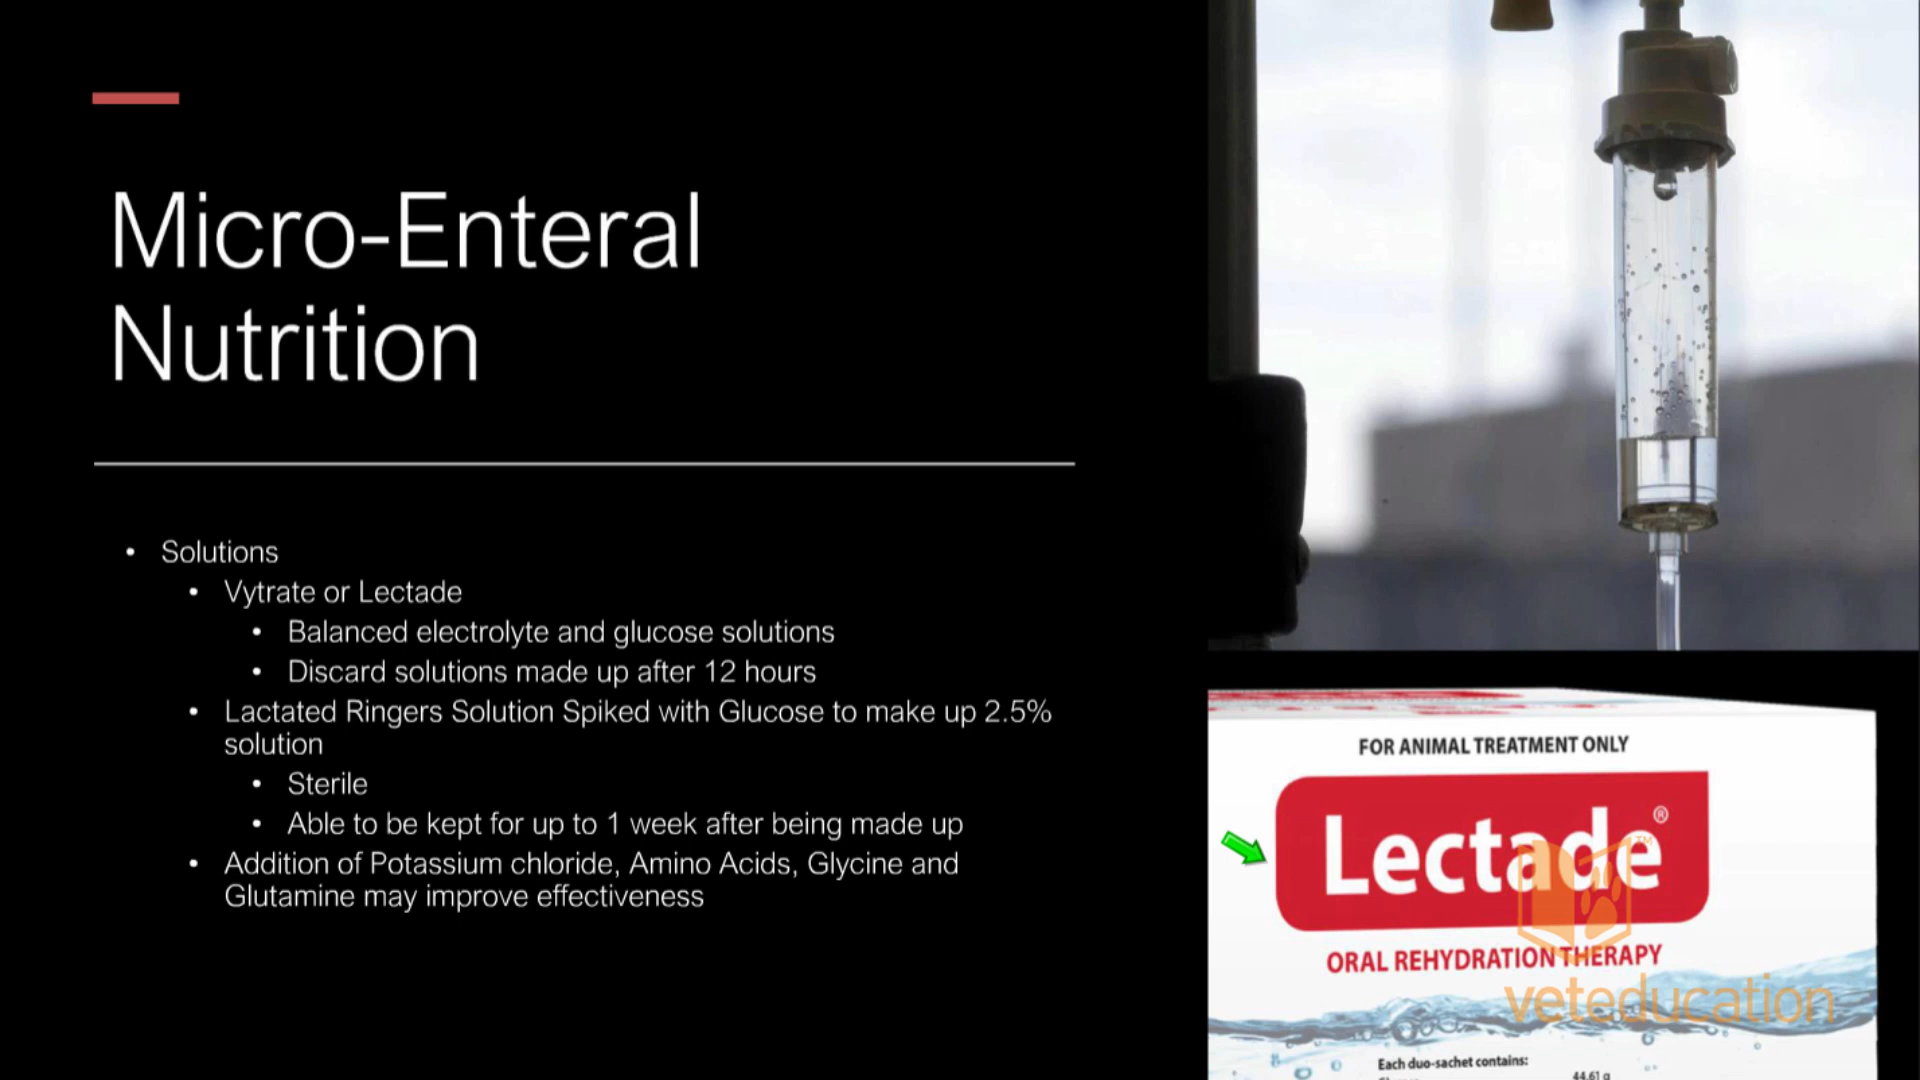 Micro-Enteral
Nutrition
• Solutions
• Vytrate or Lectade
• Balanced electrolyte and glucose solutions
• Discard solutions made up after 12 hours
• Lactated Ringers Solution Spiked with Glucose to make up 2.5%
solution
• Sterile
• Able to be kept for up to 1 week after being made up
• Addition of Potassium chloride, Amino Acids, Glycine and
Glutamine may improve effectiveness
FOR ANIMAL TREATMENT ONLY
Lectade®
ORAL REHYDRATION THERAPY
veteducation
™
Each duo-sachet contains:
44.61 g